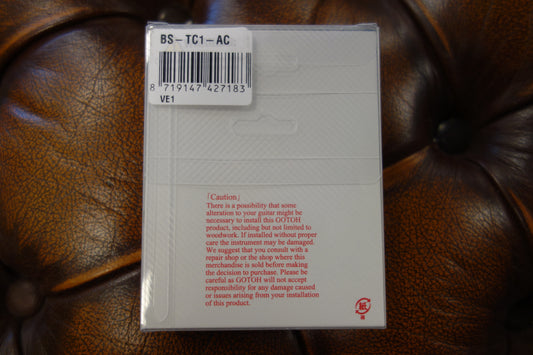 BS-TC1-AC
8 719147 427183
VE1
「Caution」
There is a possibility that some
alteration to your guitar might be
necessary to install this GOTOH
product, including but not limited to
woodwork. If installed without proper
care the instrument may be damaged.
We suggest that you consult with a
repair shop or the shop where this
merchandise is sold before making
the decision to purchase. Please be
careful as GOTOH will not accept
responsibility for any damage caused
or issues arising from your installation
of this product.
紙